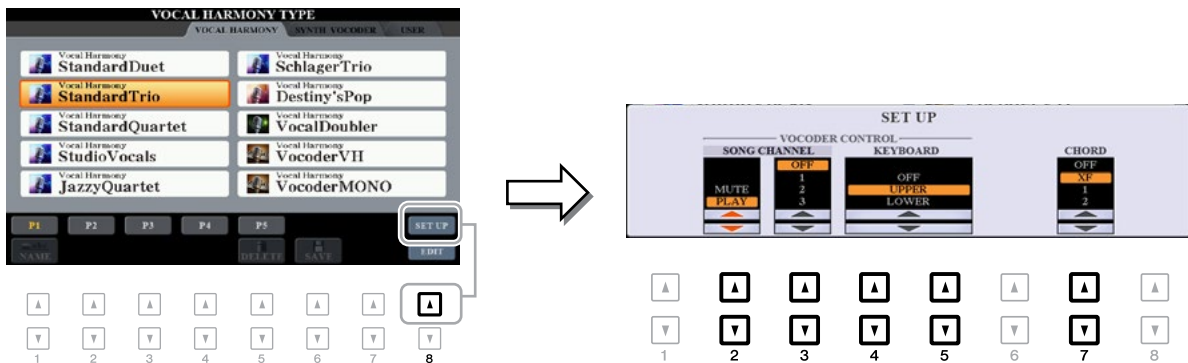 VOCAL HARMONY TYPE
VOCAL HARMONY SYNTH VOCODER USER
Vocal Harmony
StandardDuet
Vocal Harmony
SchlagerTrio
Vocal Harmony
StandardTrio
Vocal Harmony
Destiny'sPop
Vocal Harmony
StandardQuartet
Vocal Harmony
VocalDoubler
Vocal Harmony
StudioVocals
Vocal Harmony
VocoderVH
Vocal Harmony
JazzyQuartet
Vocal Harmony
VocoderMONO
P1 P2 P3 P4 P5 SET UP
NAME DELETE SAVE EDIT
1 2 3 4 5 6 7 8
SET UP
VOCODER CONTROL
SONG CHANNEL KEYBOARD CHORD
OFF OFF
1 OFF XF
MUTE 2 UPPER 1
PLAY 3 LOWER 2
1 2 3 4 5 6 7 8